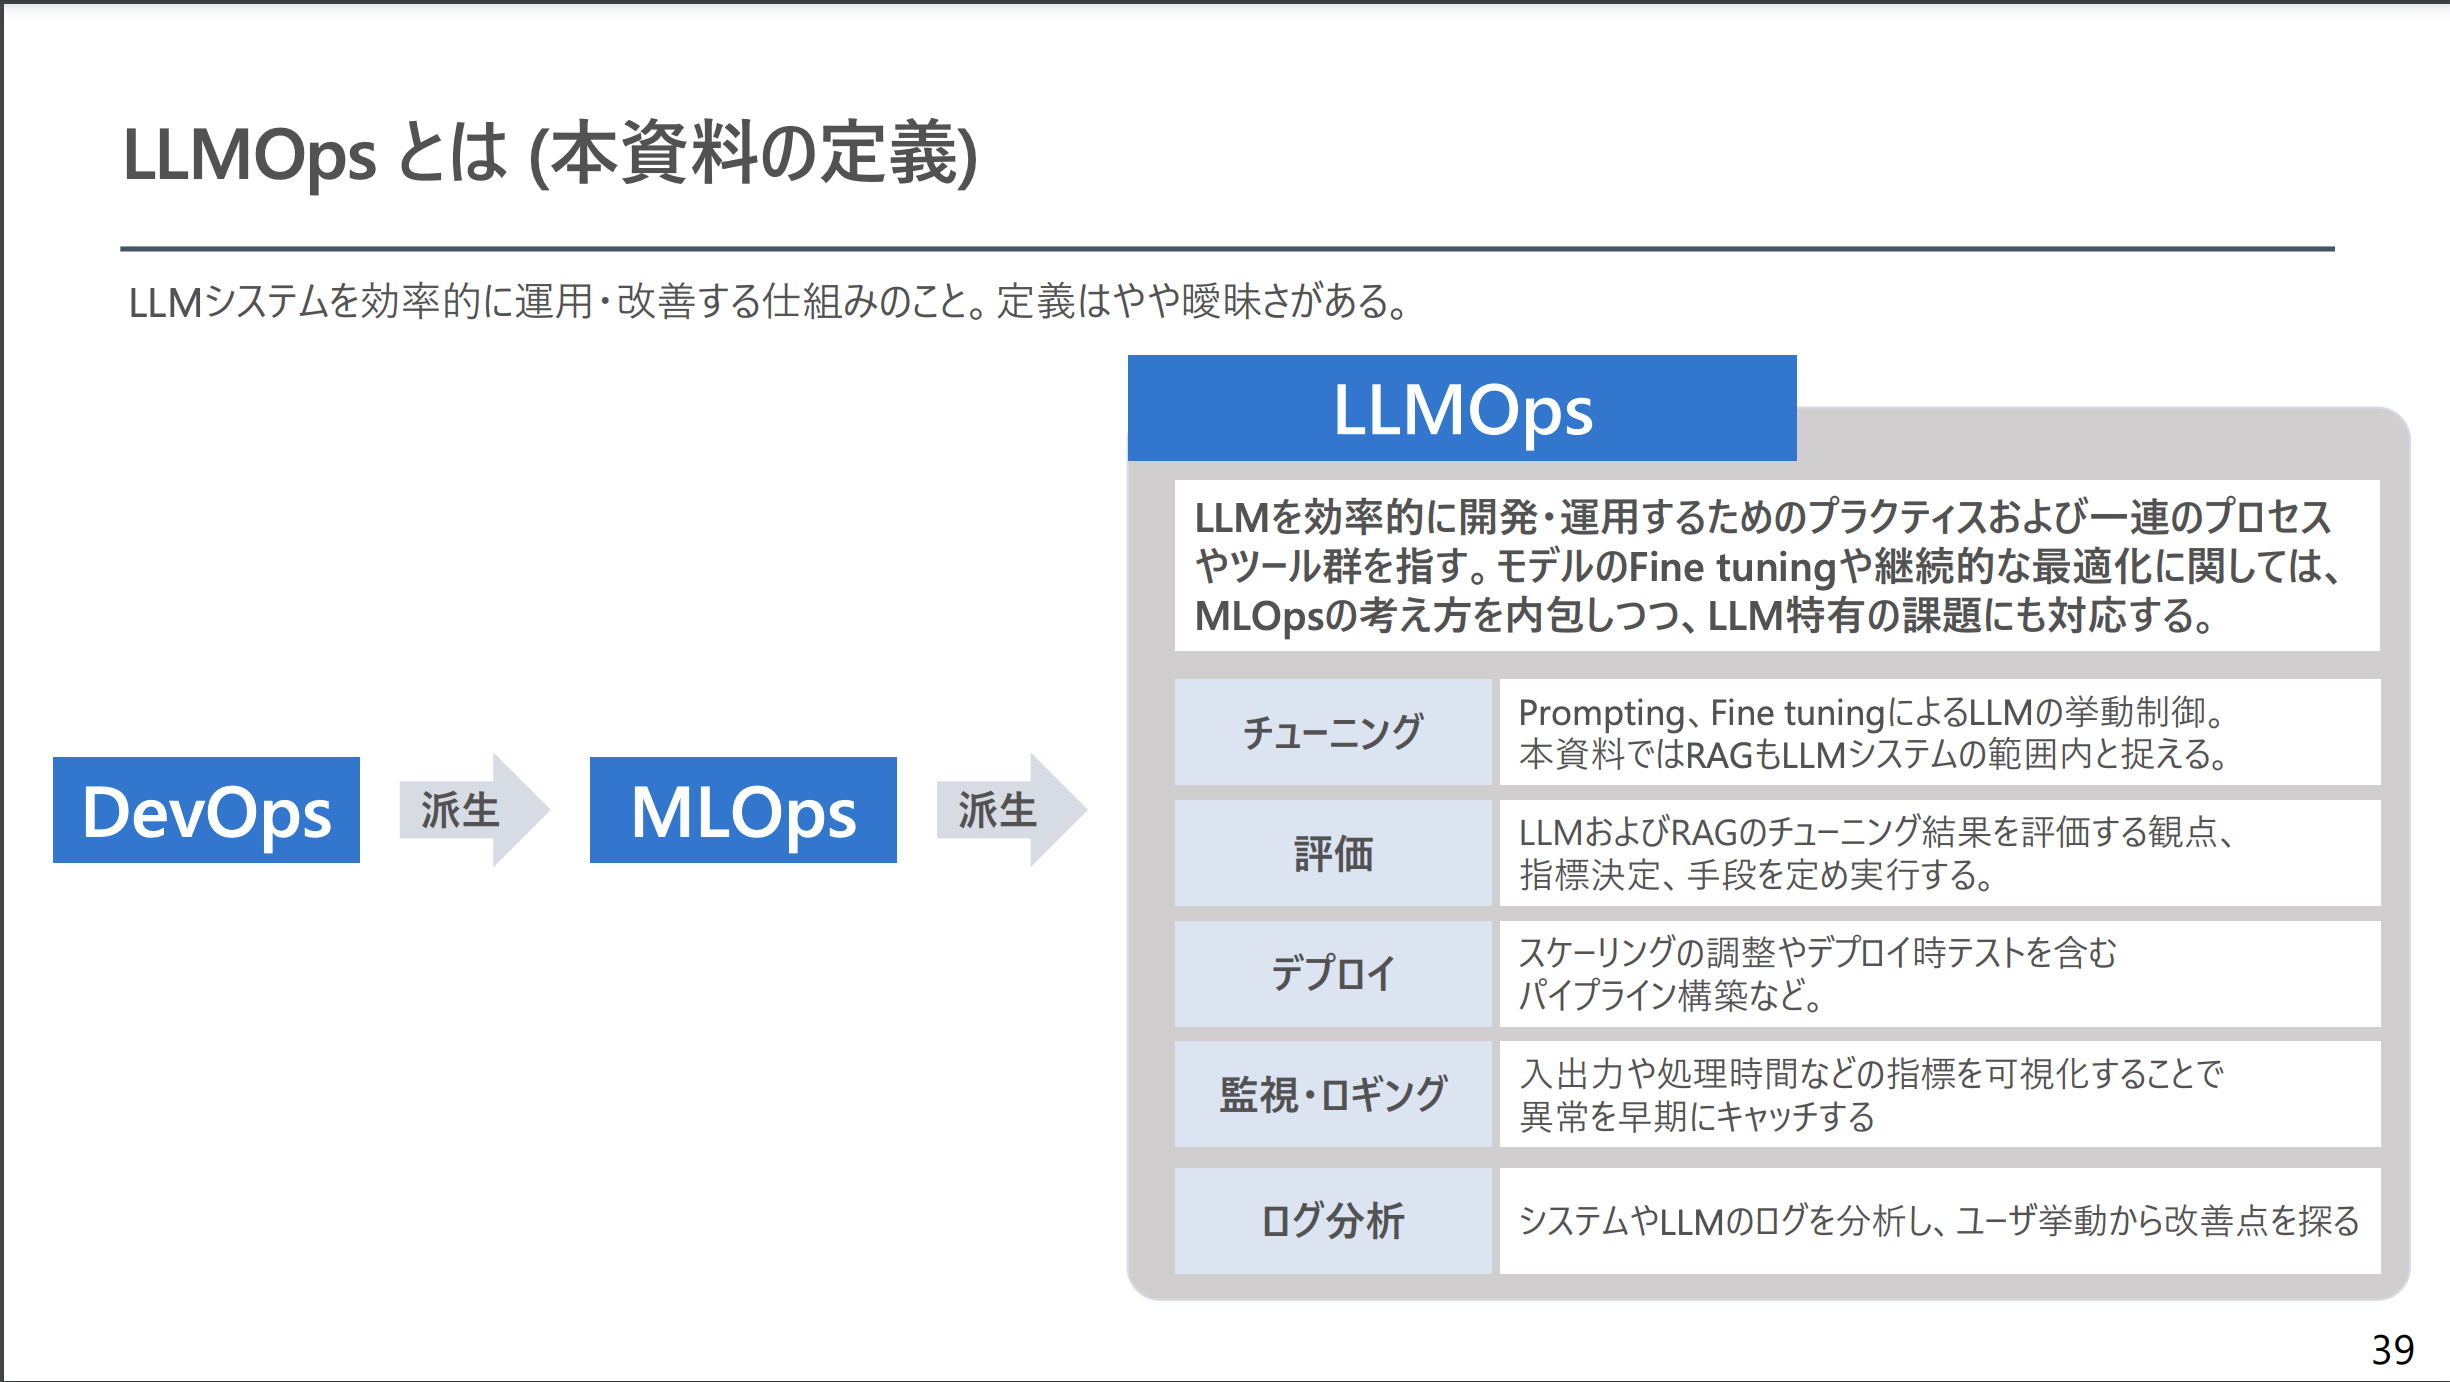 LLMOps とは (本資料の定義)
LLMシステムを効率的に運用・改善する仕組みのこと。定義はやや曖昧さがある。
DevOps
派生
MLOps
派生
LLMOps
LLMを効率的に開発・運用するためのプラクティスおよび一連のプロセス
やツール群を指す。モデルのFine tuningや継続的な最適化に関しては、
MLOpsの考え方を内包しつつ、LLM特有の課題にも対応する。
チューニング
Prompting、Fine tuningによるLLMの挙動制御。
本資料ではRAGもLLMシステムの範囲内と捉える。
評価
LLMおよびRAGのチューニング結果を評価する観点、
指標決定、手段を定め実行する。
デプロイ
スケーリングの調整やデプロイ時テストを含む
パイプライン構築など。
監視・ロギング
入出力や処理時間などの指標を可視化することで
異常を早期にキャッチする
ログ分析
システムやLLMのログを分析し、ユーザ挙動から改善点を探る
39